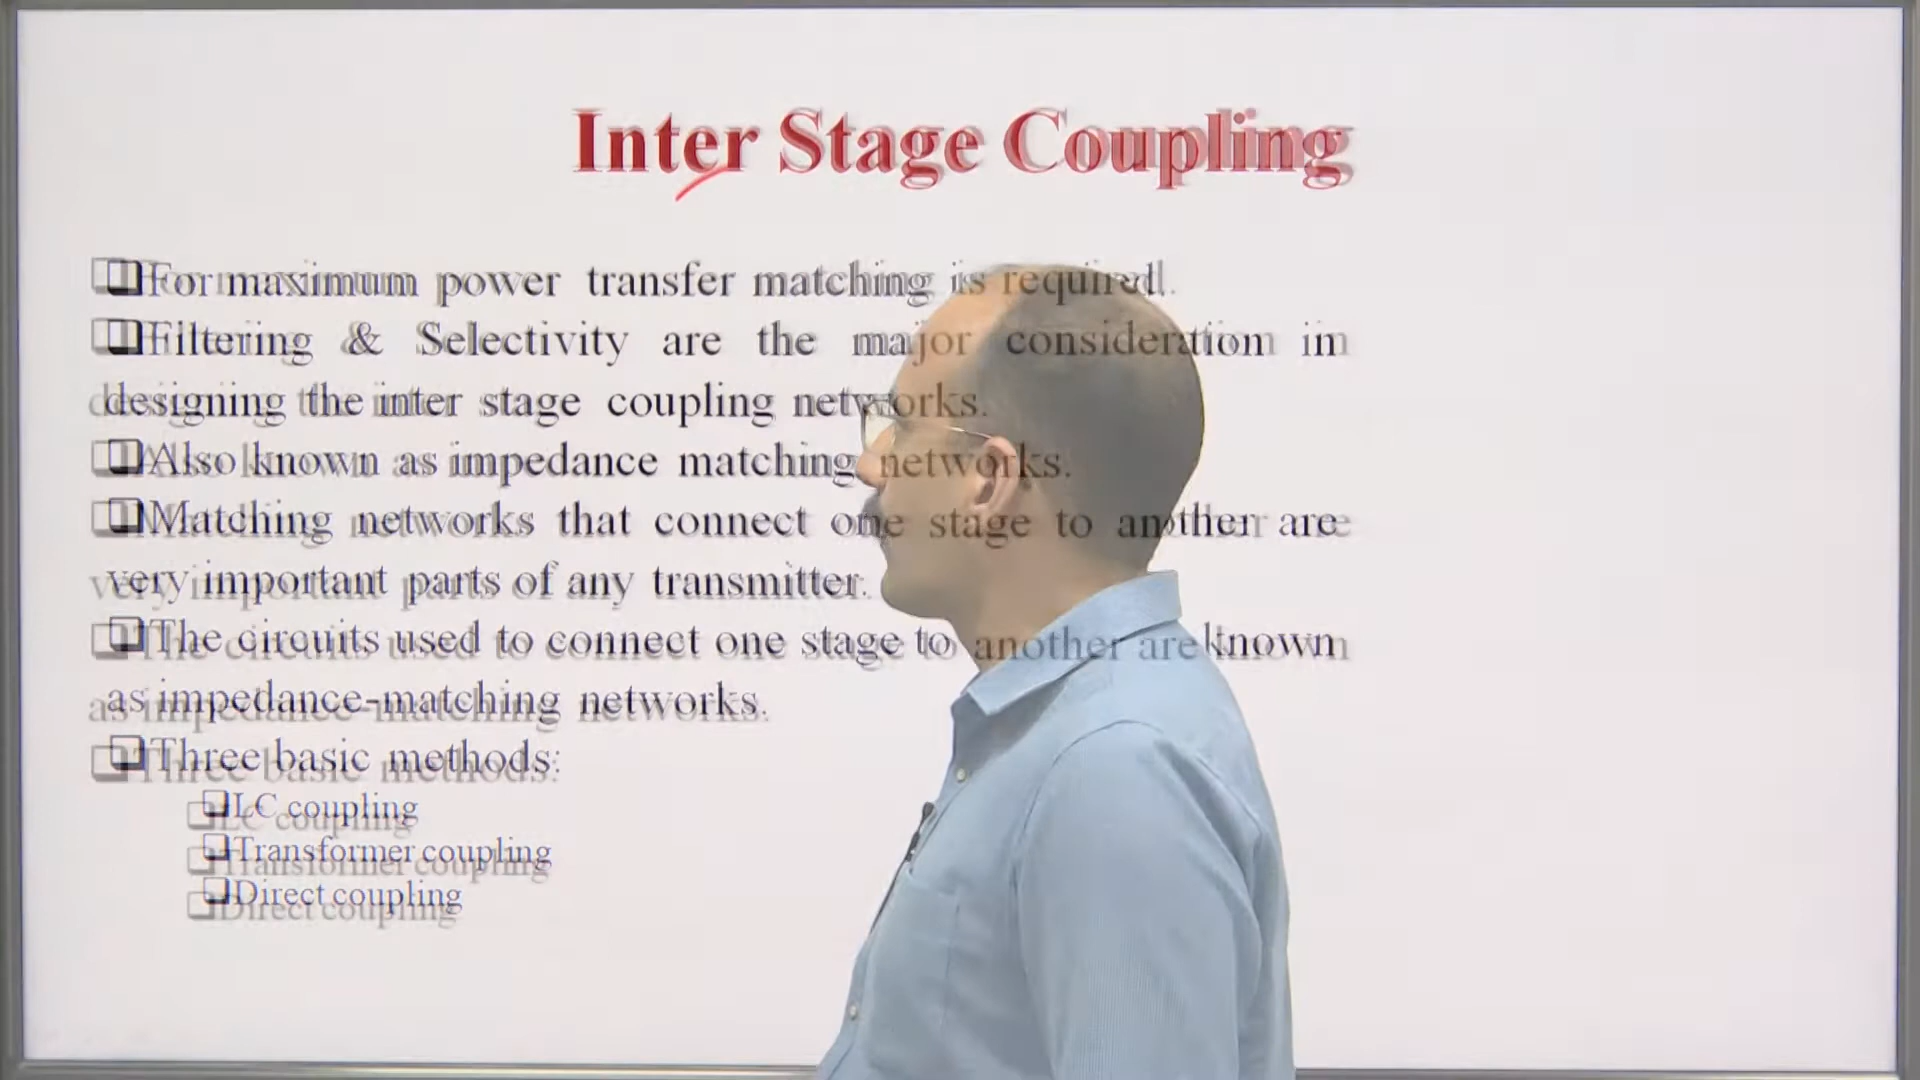 Inter Stage Coupling
For maximum power transfer matching is required.
Filtering & Selectivity are the major consideration in
designing the inter stage coupling networks.
Also known as impedance matching networks.
Matching networks that connect one stage to another are
very important parts of any transmitter.
The circuits used to connect one stage to another are known
as impedance-matching networks.
Three basic methods:
LC coupling
Transformer coupling
Direct coupling